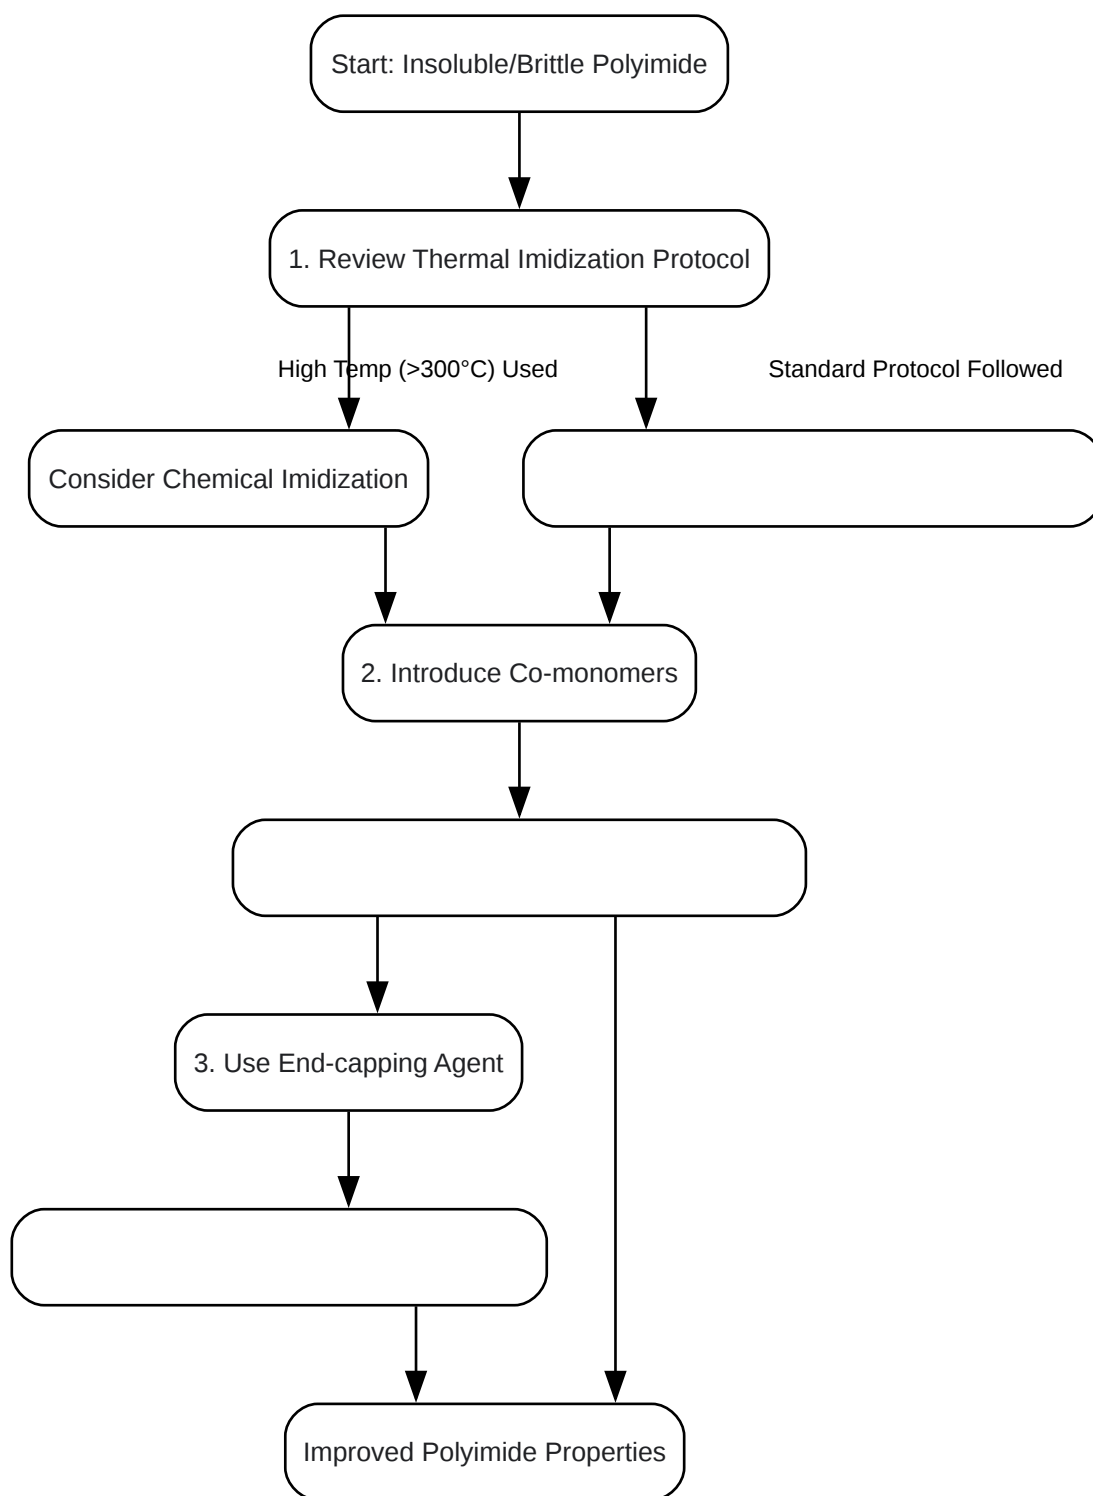 Start: Insoluble/Brittle Polyimide
1. Review Thermal Imidization Protocol
High Temp (>300°C) Used
Standard Protocol Followed
Consider Chemical Imidization
2. Introduce Co-monomers
3. Use End-capping Agent
Improved Polyimide Properties